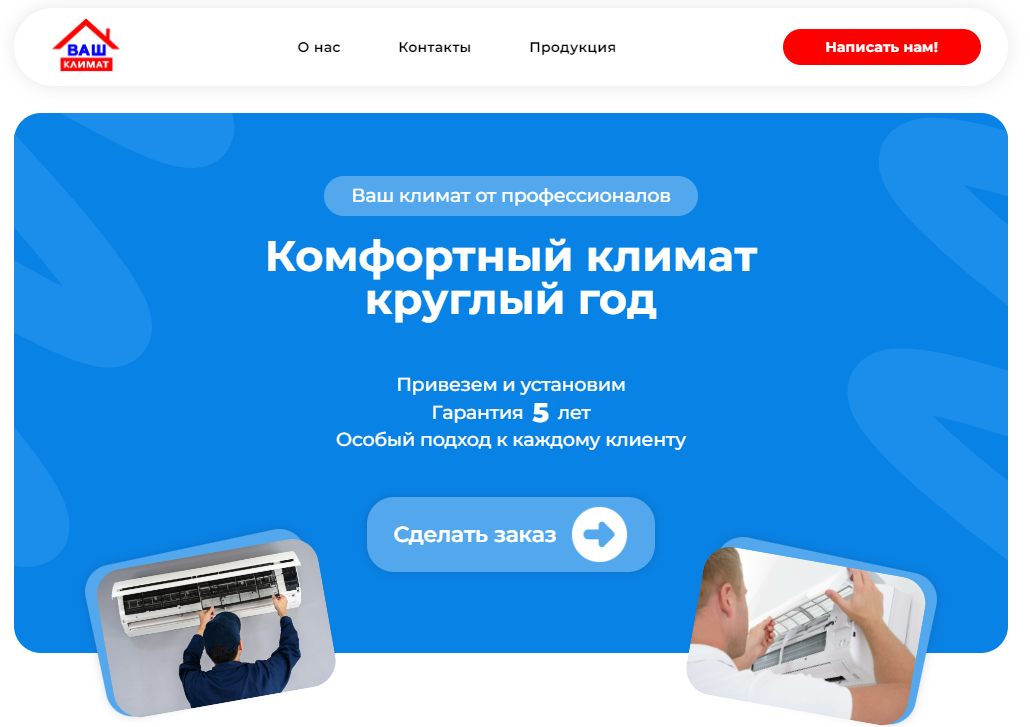 ВАШ
КЛИМАТ
О нас
Контакты
Продукция
Написать нам!
Ваш климат от профессионалов
Комфортный климат
круглый год
Привезем и установим
Гарантия 5 лет
Особый подход к каждому клиенту
Сделать заказ